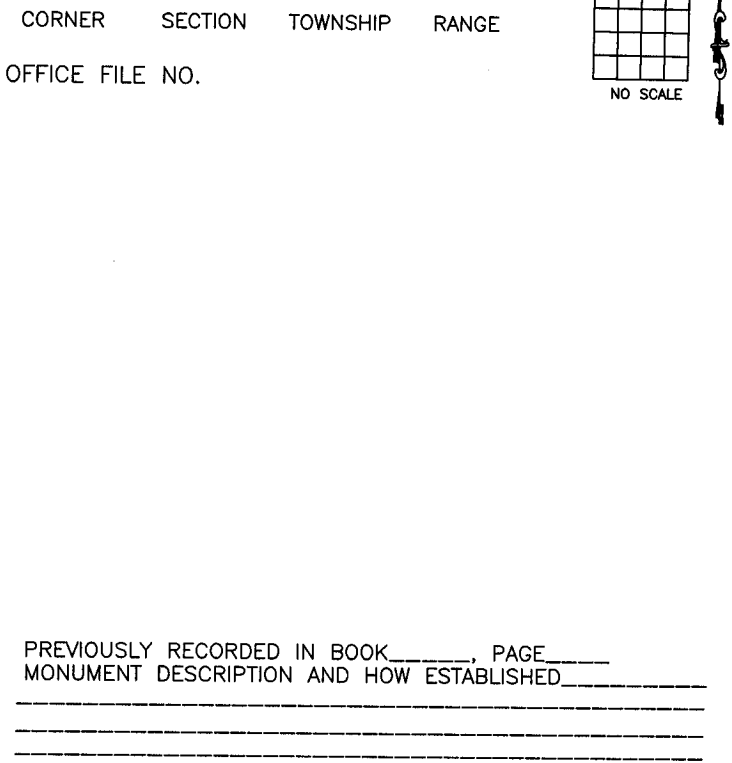 CORNER SECTION TOWNSHIP RANGE
OFFICE FILE NO.
NO SCALE
PREVIOUSLY RECORDED IN BOOK______, PAGE_____
MONUMENT DESCRIPTION AND HOW ESTABLISHED___________